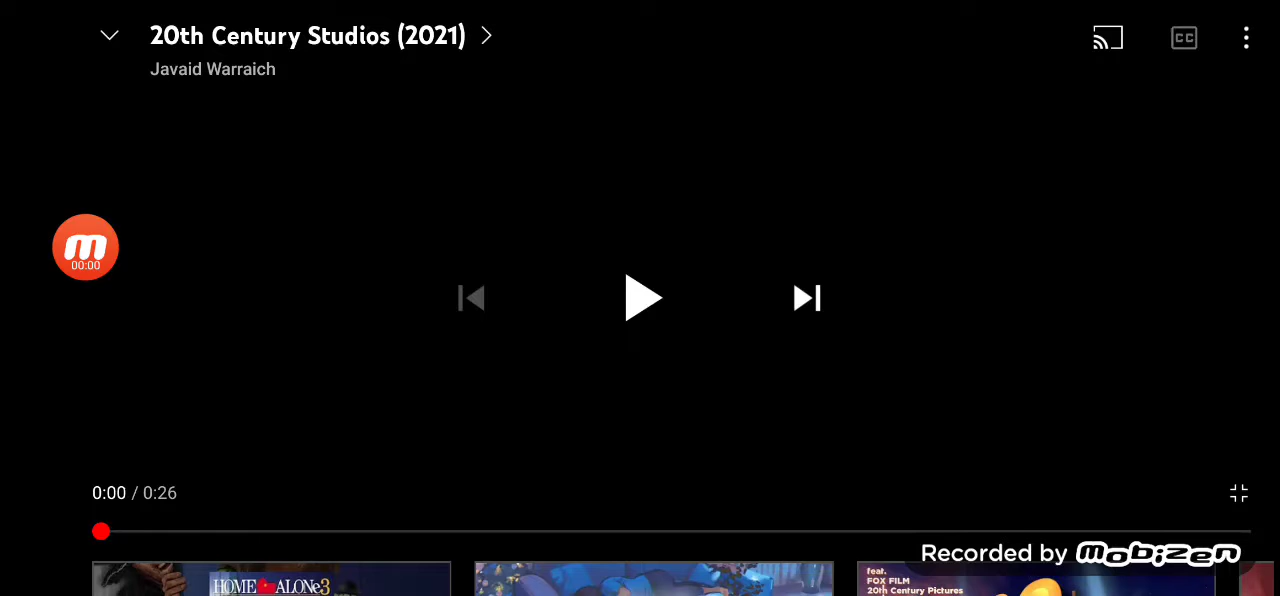 20th Century Studios (2021)
Javaid Warraich
CC
m
00:00
0:00 / 0:26
Recorded by mobizen
HOME ALONe3
feat.
FOX FILM
20th Century Pictures